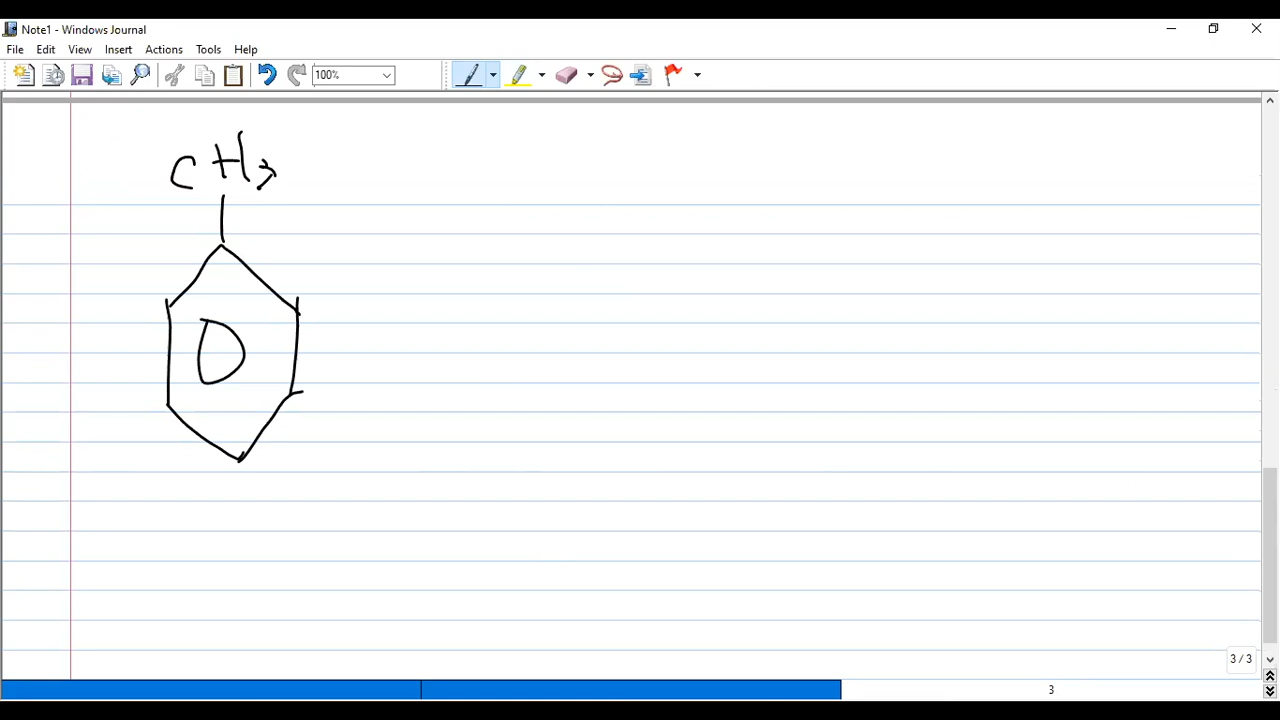 Note1 - Windows Journal
File Edit View Insert Actions Tools Help
100%
CH3
3 / 3
3